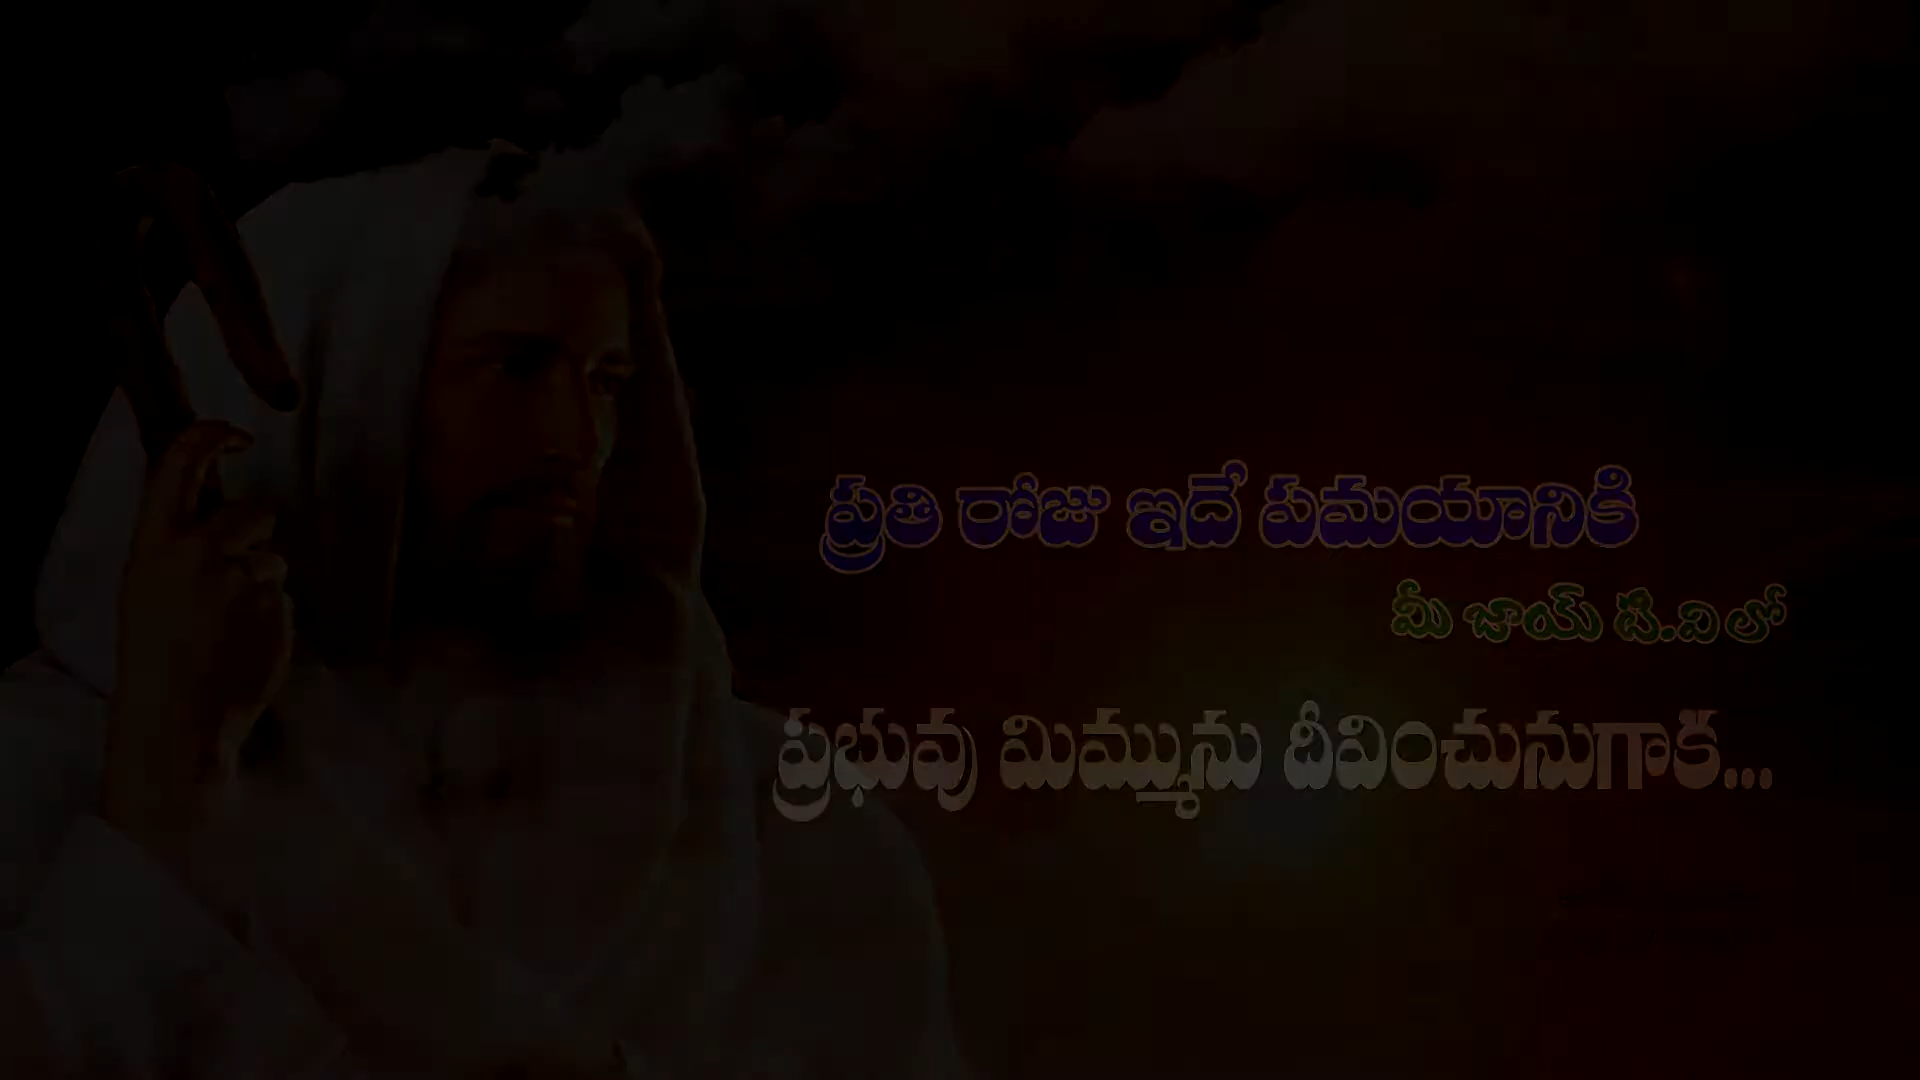 ప్రతి రోజు ఇదే సమయానికి
మీ జాయ్ టి.వి లో
ప్రభువు మిమ్మును దీవించునుగాక...